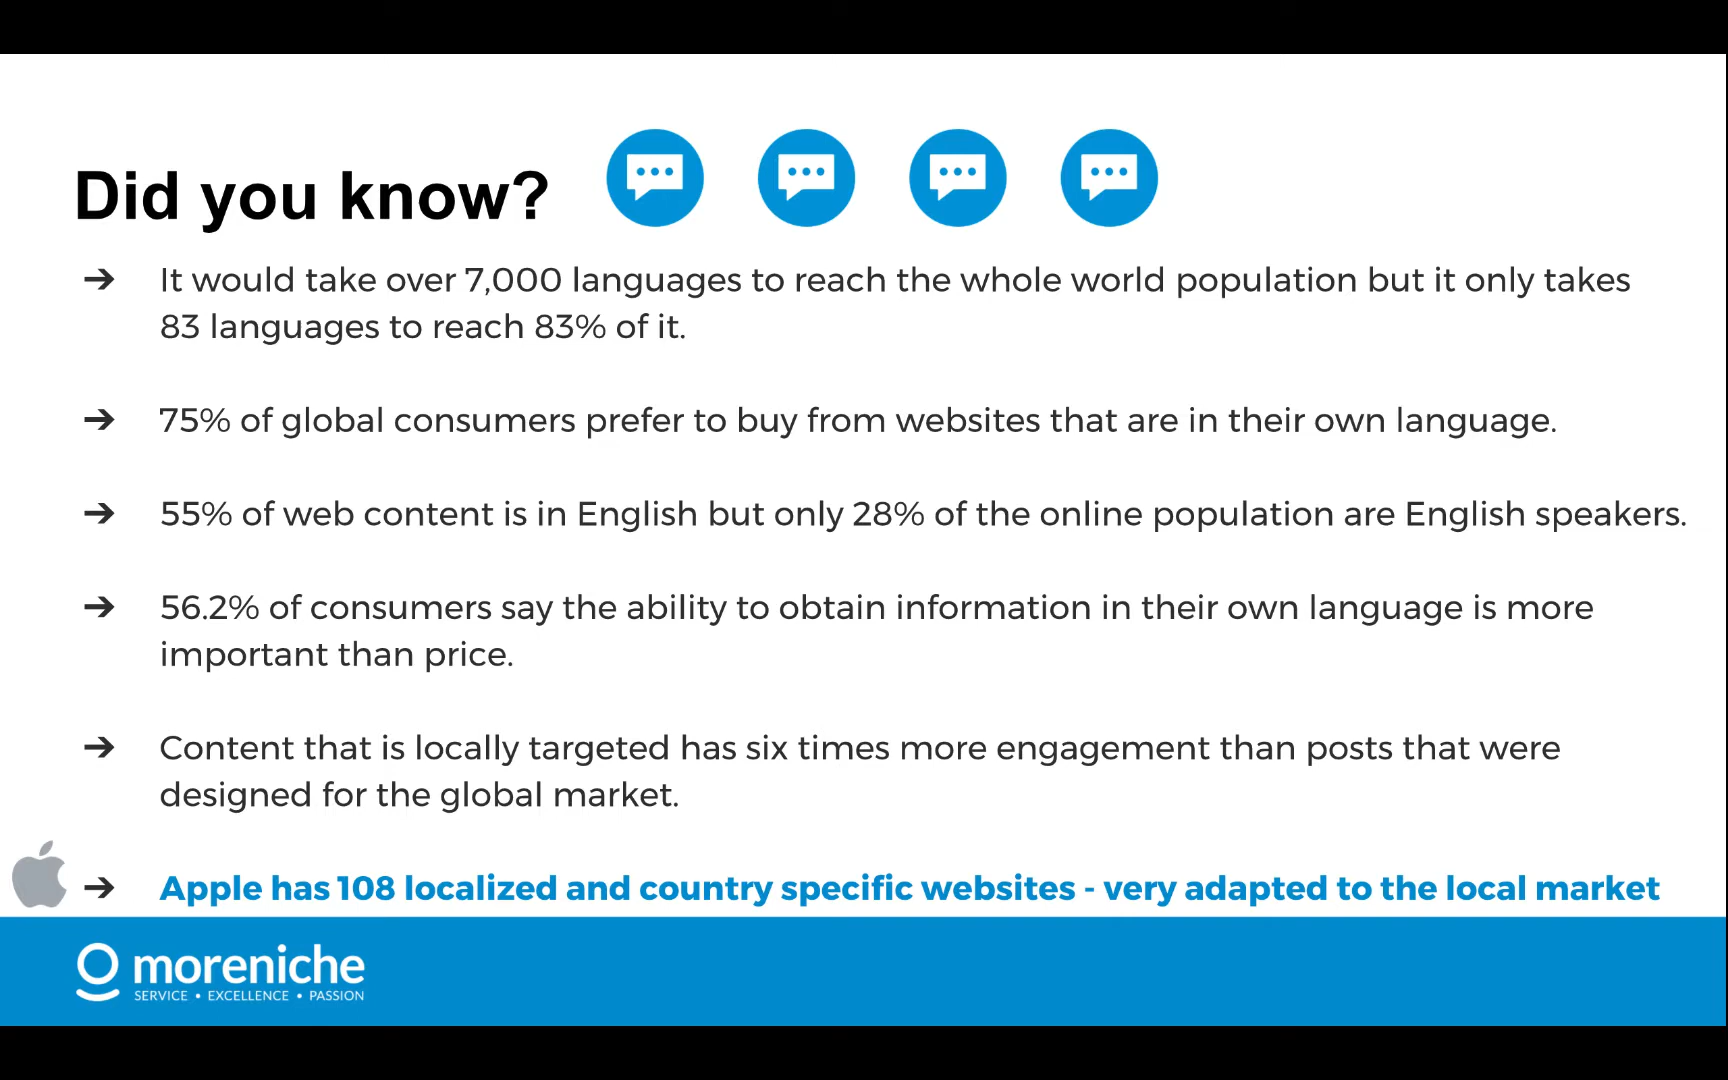 Did you know?
It would take over 7,000 languages to reach the whole world population but it only takes
83 languages to reach 83% of it.
75% of global consumers prefer to buy from websites that are in their own language.
55% of web content is in English but only 28% of the online population are English speakers.
56.2% of consumers say the ability to obtain information in their own language is more
important than price.
Content that is locally targeted has six times more engagement than posts that were
designed for the global market.
Apple has 108 localized and country specific websites - very adapted to the local market
moreniche
SERVICE • EXCELLENCE • PASSION